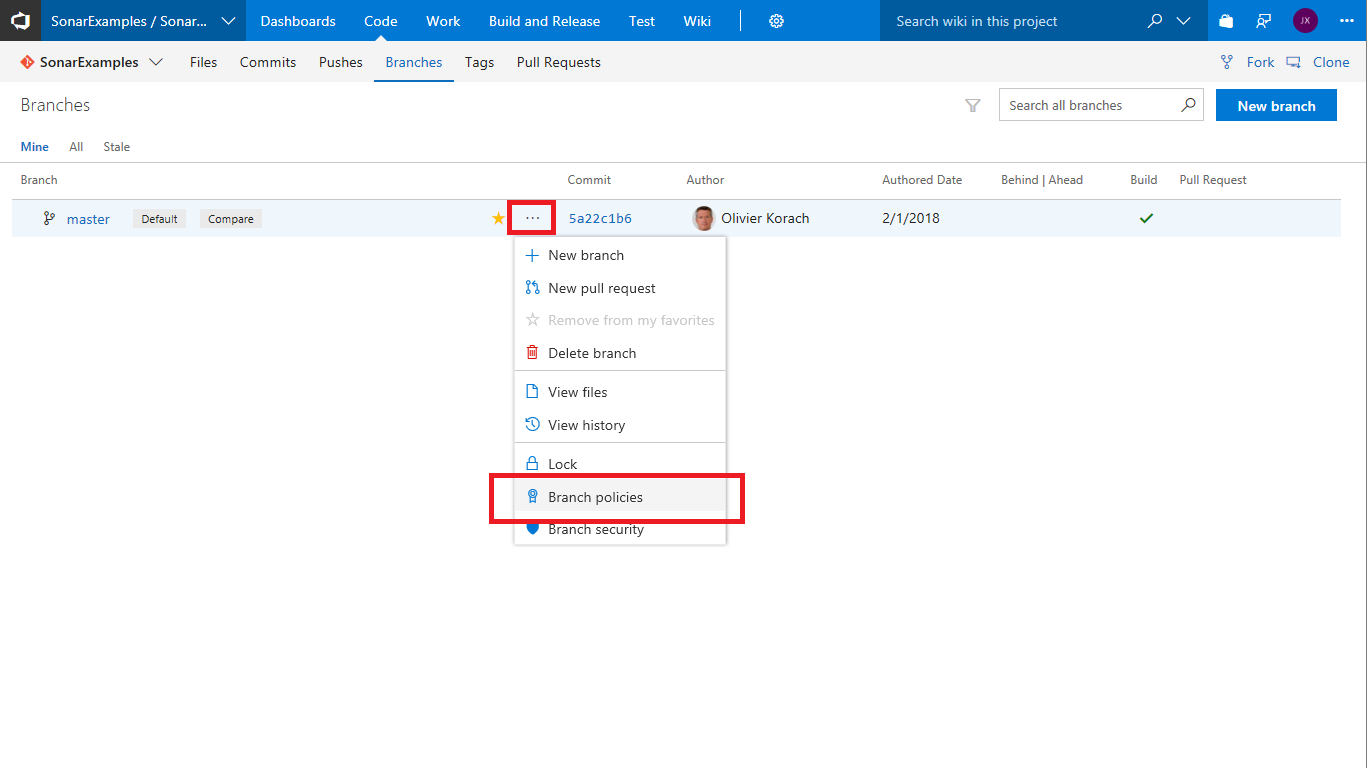 SonarExamples / Sonar... Dashboards Code Work Build and Release Test Wiki Search wiki in this project JX ...
SonarExamples Files Commits Pushes Branches Tags Pull Requests Fork Clone
Branches Search all branches New branch
Mine All Stale
Branch Commit Author Authored Date Behind | Ahead Build Pull Request
master Default Compare ... 5a22c1b6 Olivier Korach 2/1/2018
New branch
New pull request
Remove from my favorites
Delete branch
View files
View history
Lock
Branch policies
Branch security